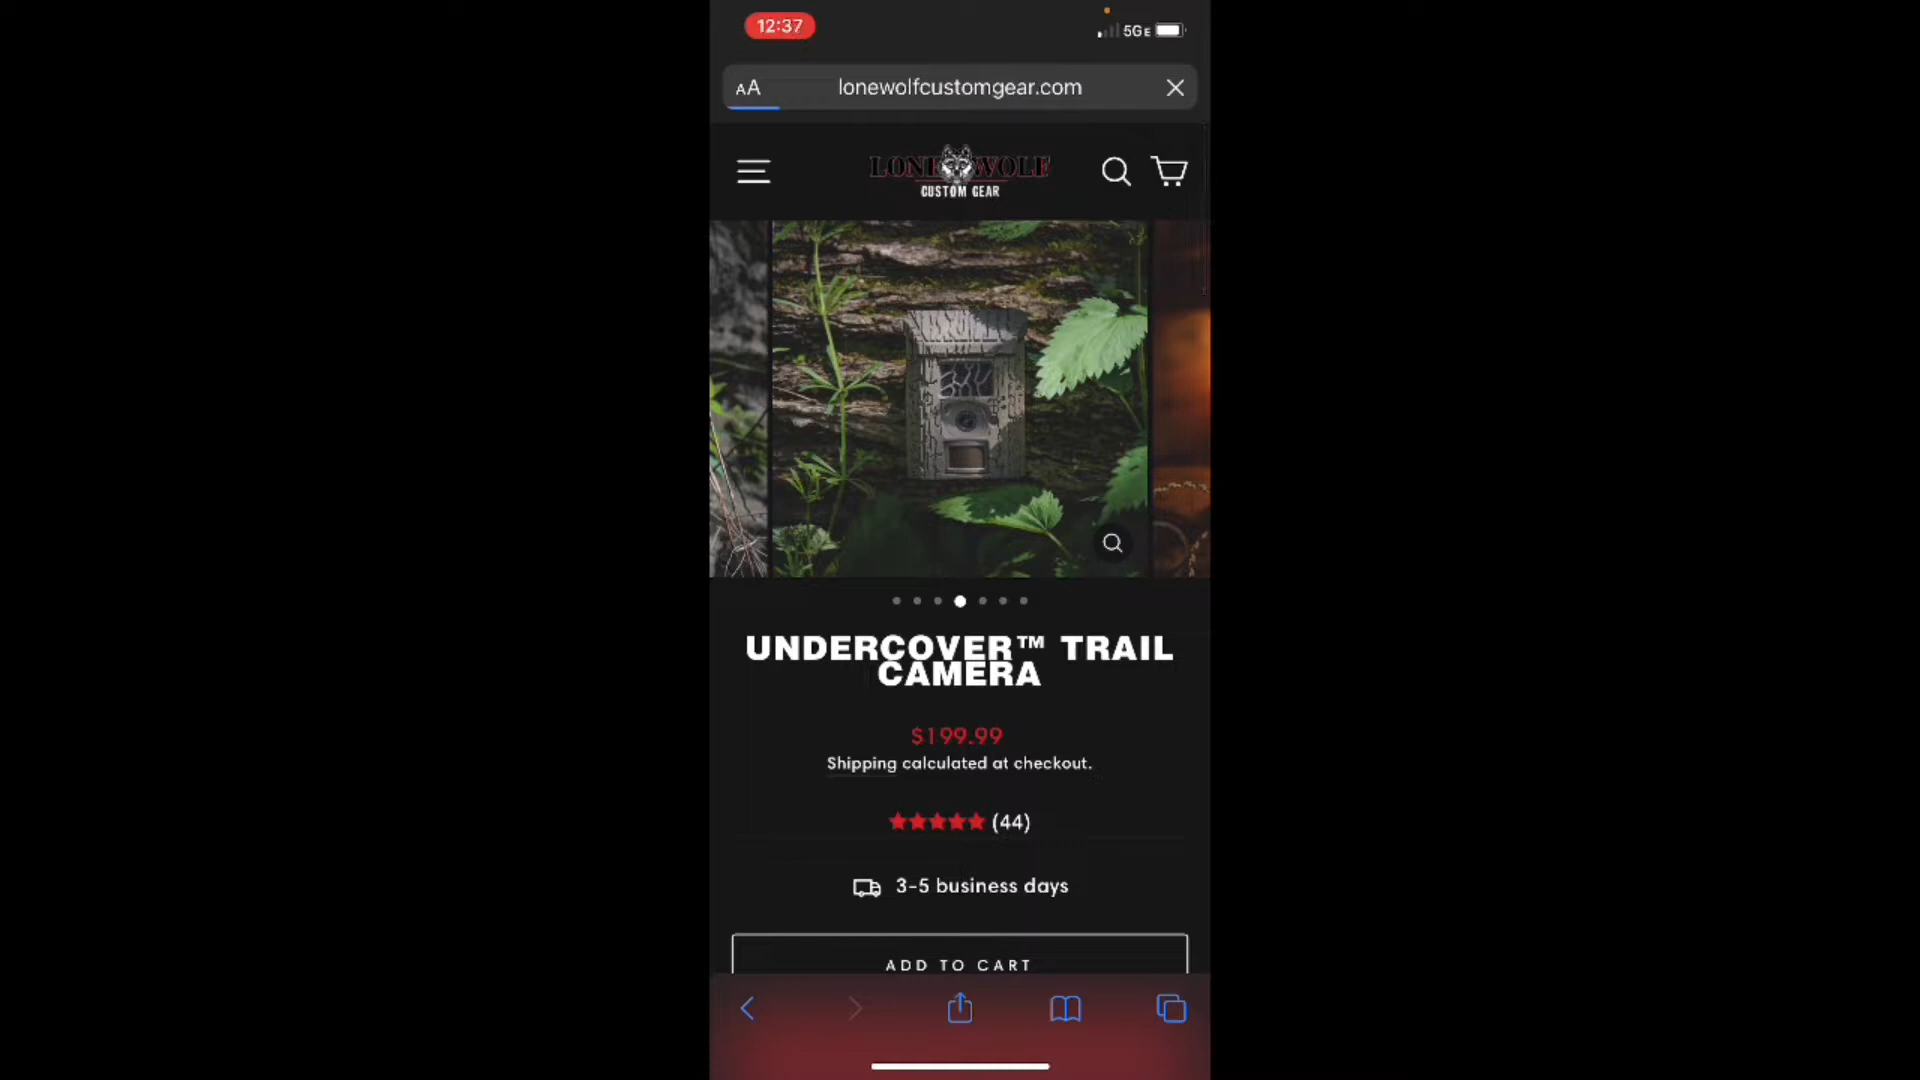 12:37
5GE
AA
lonewolfcustomgear.com
LONE WOLF
CUSTOM GEAR
UNDERCOVER™ TRAIL
CAMERA
$199.99
Shipping calculated at checkout.
(44)
3-5 business days
ADD TO CART